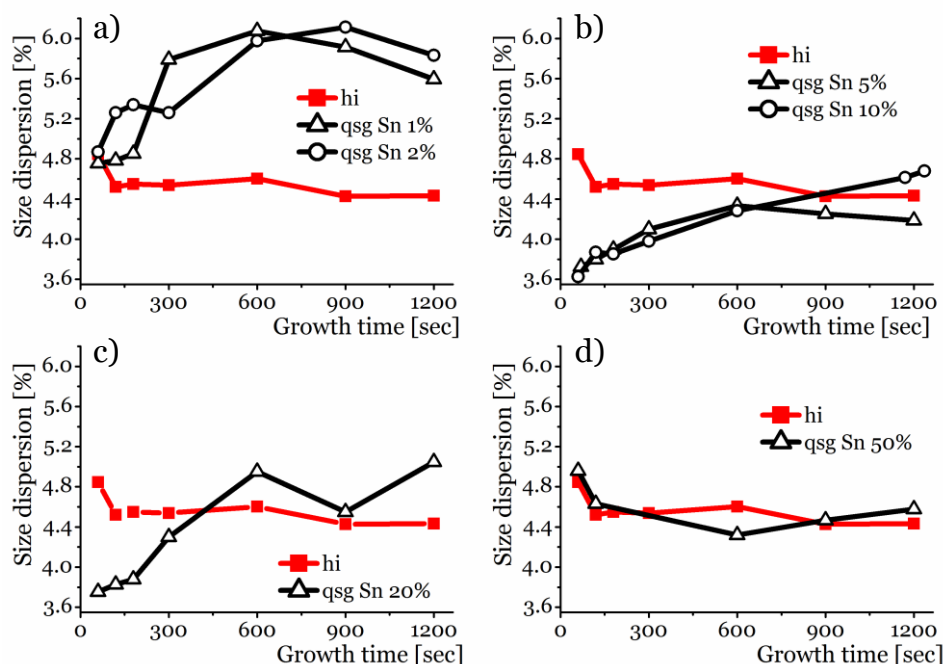 a)
Size dispersion [%]
6.0
5.6
5.2
4.8
4.4
4.0
3.6
hi
qsg Sn 1%
qsg Sn 2%
0 300 600 900 1200
Growth time [sec]
b)
Size dispersion [%]
6.0
5.6
5.2
4.8
4.4
4.0
3.6
hi
qsg Sn 5%
qsg Sn 10%
0 300 600 900 1200
Growth time [sec]
c)
Size dispersion [%]
6.0
5.6
5.2
4.8
4.4
4.0
3.6
hi
qsg Sn 20%
0 300 600 900 1200
Growth time [sec]
d)
Size dispersion [%]
6.0
5.6
5.2
4.8
4.4
4.0
3.6
hi
qsg Sn 50%
0 300 600 900 1200
Growth time [sec]